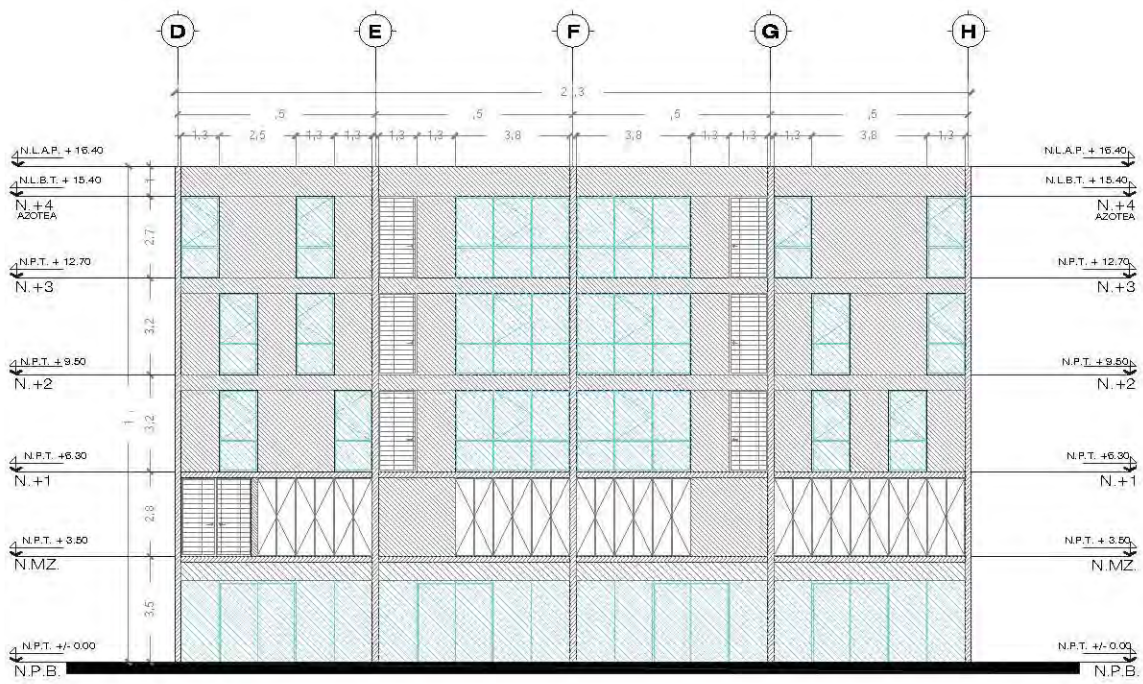 D E F G H
,5 ,5 ,5 ,5
1,3 2,5 1,3 1,3 1,3 1,3 3,8 3,8 1,3 1,3 1,3 3,8 1,3
N.L.A.P. + 16.40 N.L.A.P. + 16.40
1
N.L.B.T. + 15.40 N.L.B.T. + 15.40
N.+4 N.+4
AZOTEA AZOTEA
2,7
N.P.T. + 12.70 N.P.T. + 12.70
N.+3 N.+3
3,2
N.P.T. + 9.50 N.P.T. + 9.50
N.+2 N.+2
3,2
N.P.T. +6.30 N.P.T. +6.30
N.+1 N.+1
2,8
N.P.T. + 3.50 N.P.T. + 3.50
N.MZ. N.MZ.
3,5
N.P.T. +/- 0.00 N.P.T. +/- 0.00
N.P.B. N.P.B.